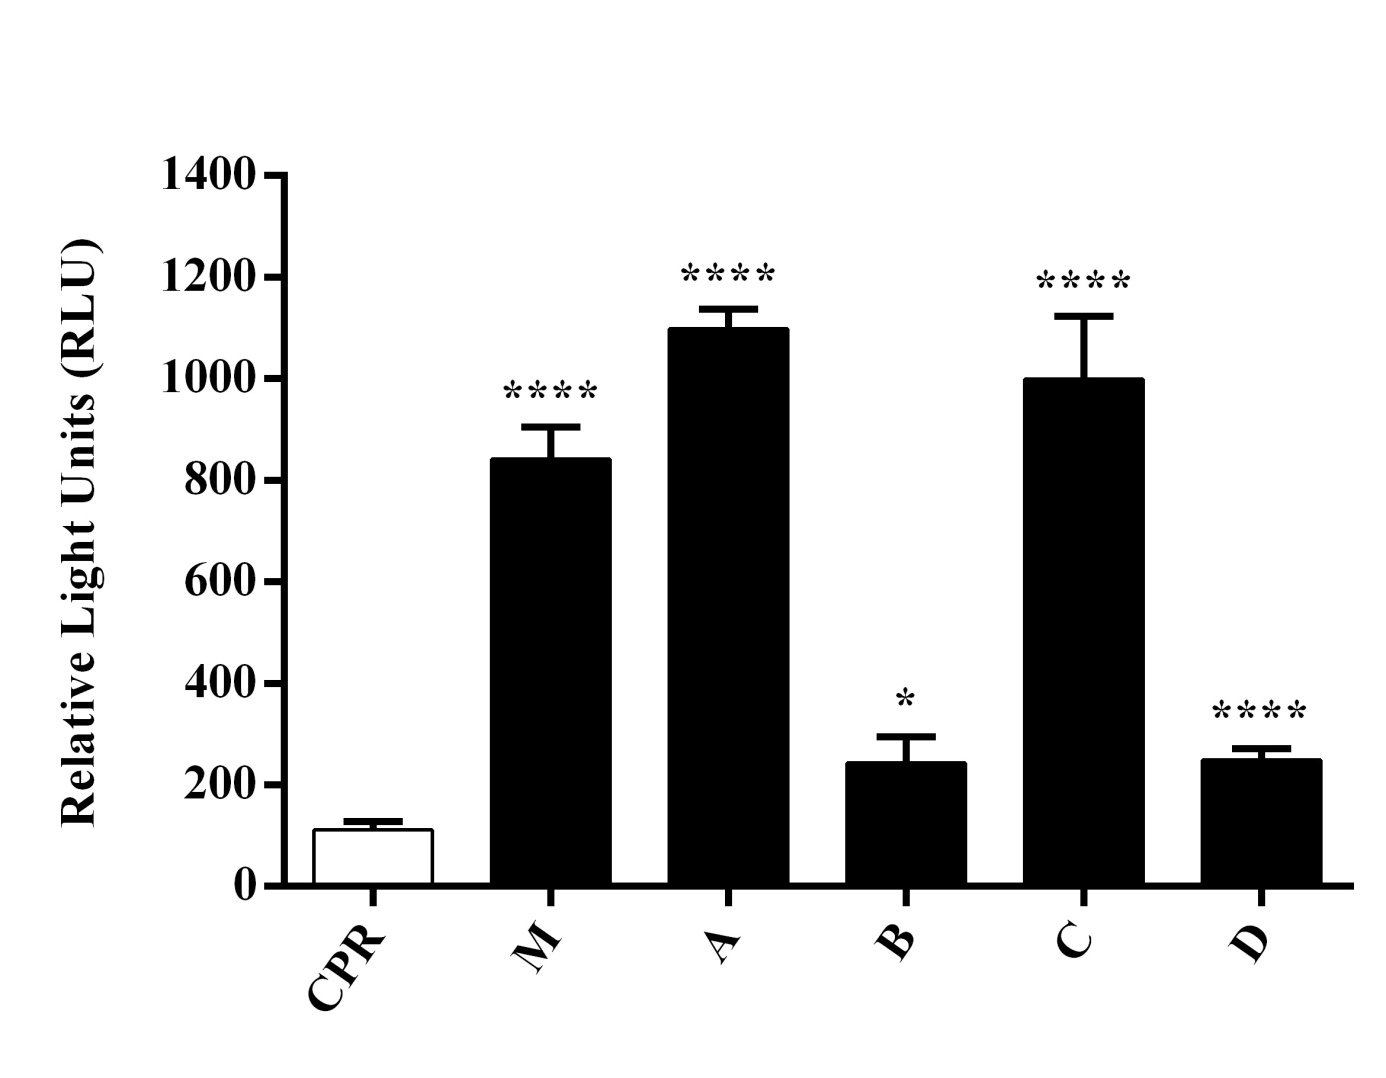 Relative Light Units (RLU)
1400
1200
1000
800
600
400
200
0
****
****
****
*
****
CPR
M
A
B
C
D